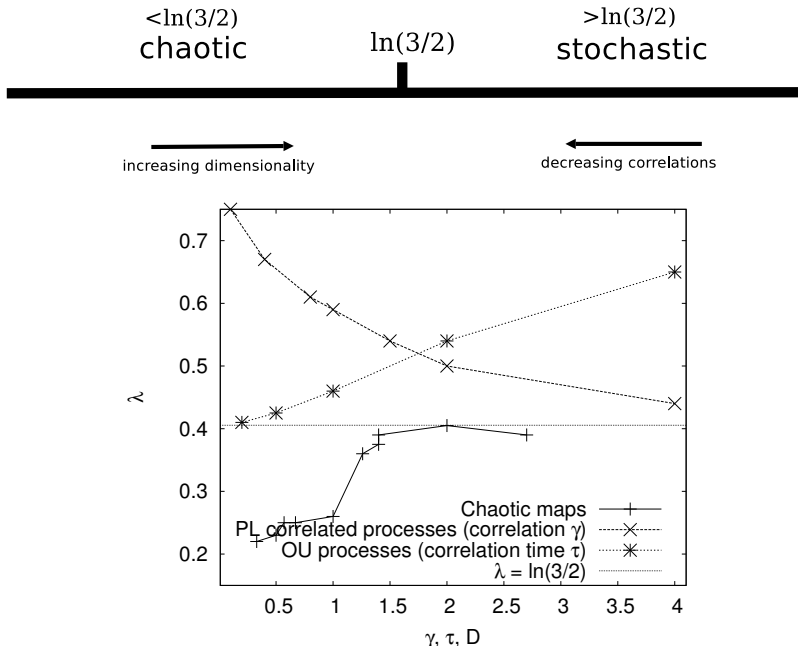 <ln(3/2)
chaotic
ln(3/2)
>ln(3/2)
stochastic
increasing dimensionality
decreasing correlations
0.7
0.6
0.5
0.4
0.3
0.2
λ
Chaotic maps
PL correlated processes (correlation γ)
OU processes (correlation time τ)
λ = ln(3/2)
0.5 1 1.5 2 2.5 3 3.5 4
γ, τ, D